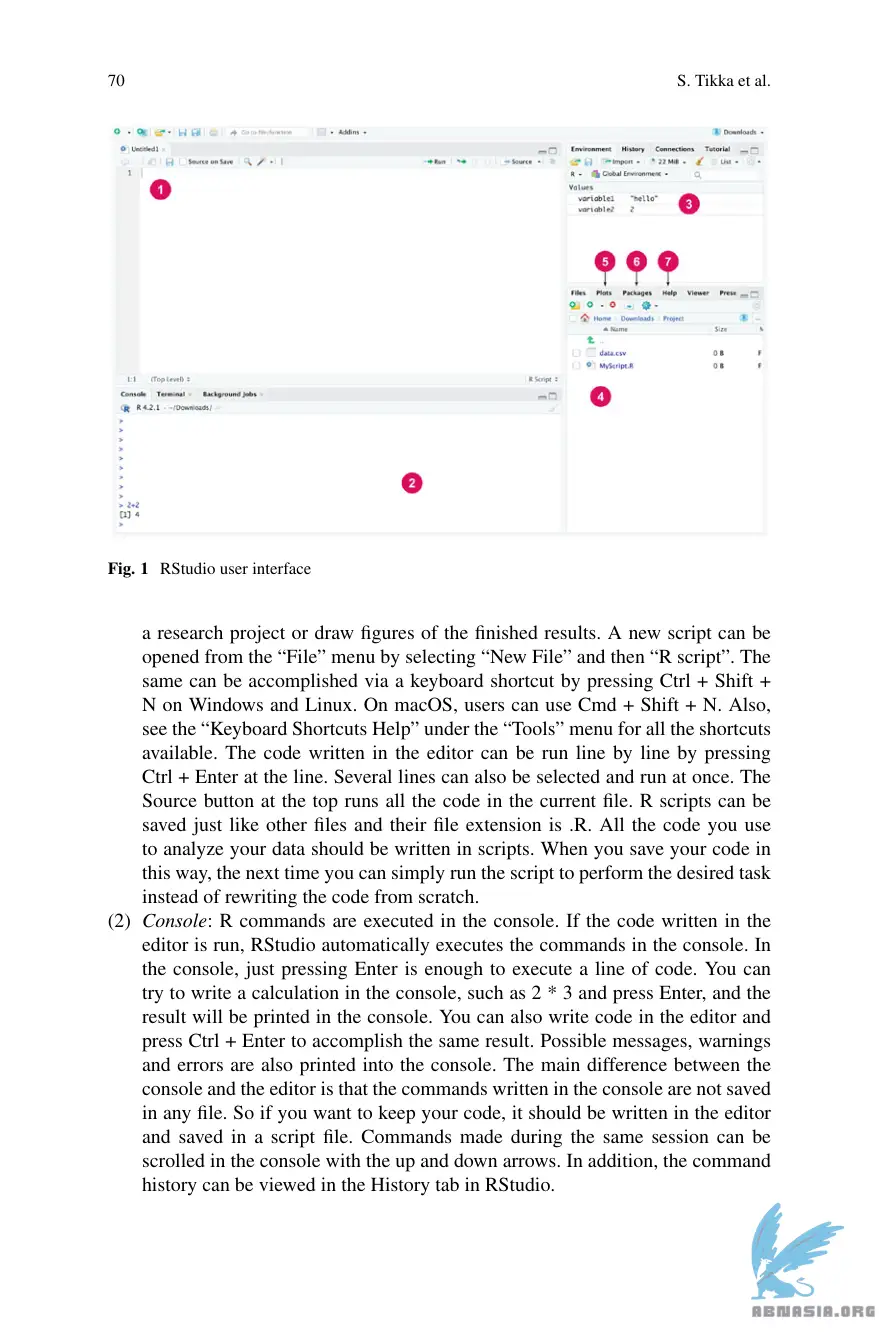 70
S. Tikka et al.
Go to file/function
Addins
Downloads
Untitled1
Source on Save
Run
Source
1
1
1:1 (Top Level)
R Script
Console Terminal Background Jobs
R 4.2.1 · ~/Downloads/
>
>
>
>
>
>
>
>
>
> 2+2
[1] 4
>
2
Environment History Connections Tutorial
Import 22 MiB List
R Global Environment
Values
variable1 "hello"
variable2 2
3
5 6 7
Files Plots Packages Help Viewer Prese
Home Downloads Project
Name Size
..
data.csv 0 B F
MyScript.R 0 B F
4
Fig. 1 RStudio user interface
a research project or draw figures of the finished results. A new script can be
opened from the “File” menu by selecting “New File” and then “R script”. The
same can be accomplished via a keyboard shortcut by pressing Ctrl + Shift +
N on Windows and Linux. On macOS, users can use Cmd + Shift + N. Also,
see the “Keyboard Shortcuts Help” under the “Tools” menu for all the shortcuts
available. The code written in the editor can be run line by line by pressing
Ctrl + Enter at the line. Several lines can also be selected and run at once. The
Source button at the top runs all the code in the current file. R scripts can be
saved just like other files and their file extension is .R. All the code you use
to analyze your data should be written in scripts. When you save your code in
this way, the next time you can simply run the script to perform the desired task
instead of rewriting the code from scratch.
(2) Console: R commands are executed in the console. If the code written in the
editor is run, RStudio automatically executes the commands in the console. In
the console, just pressing Enter is enough to execute a line of code. You can
try to write a calculation in the console, such as 2 * 3 and press Enter, and the
result will be printed in the console. You can also write code in the editor and
press Ctrl + Enter to accomplish the same result. Possible messages, warnings
and errors are also printed into the console. The main difference between the
console and the editor is that the commands written in the console are not saved
in any file. So if you want to keep your code, it should be written in the editor
and saved in a script file. Commands made during the same session can be
scrolled in the console with the up and down arrows. In addition, the command
history can be viewed in the History tab in RStudio.
ABNASIA.ORG